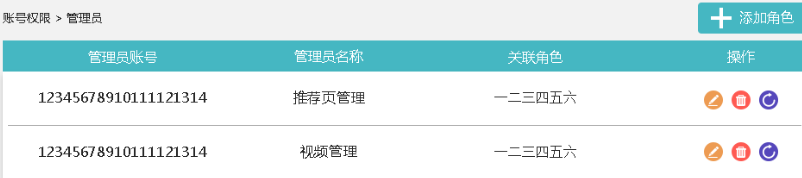 账号权限 > 管理员
添加角色
管理员账号 管理员名称 关联角色 操作
12345678910111121314 推荐页管理 一二三四五六
12345678910111121314 视频管理 一二三四五六